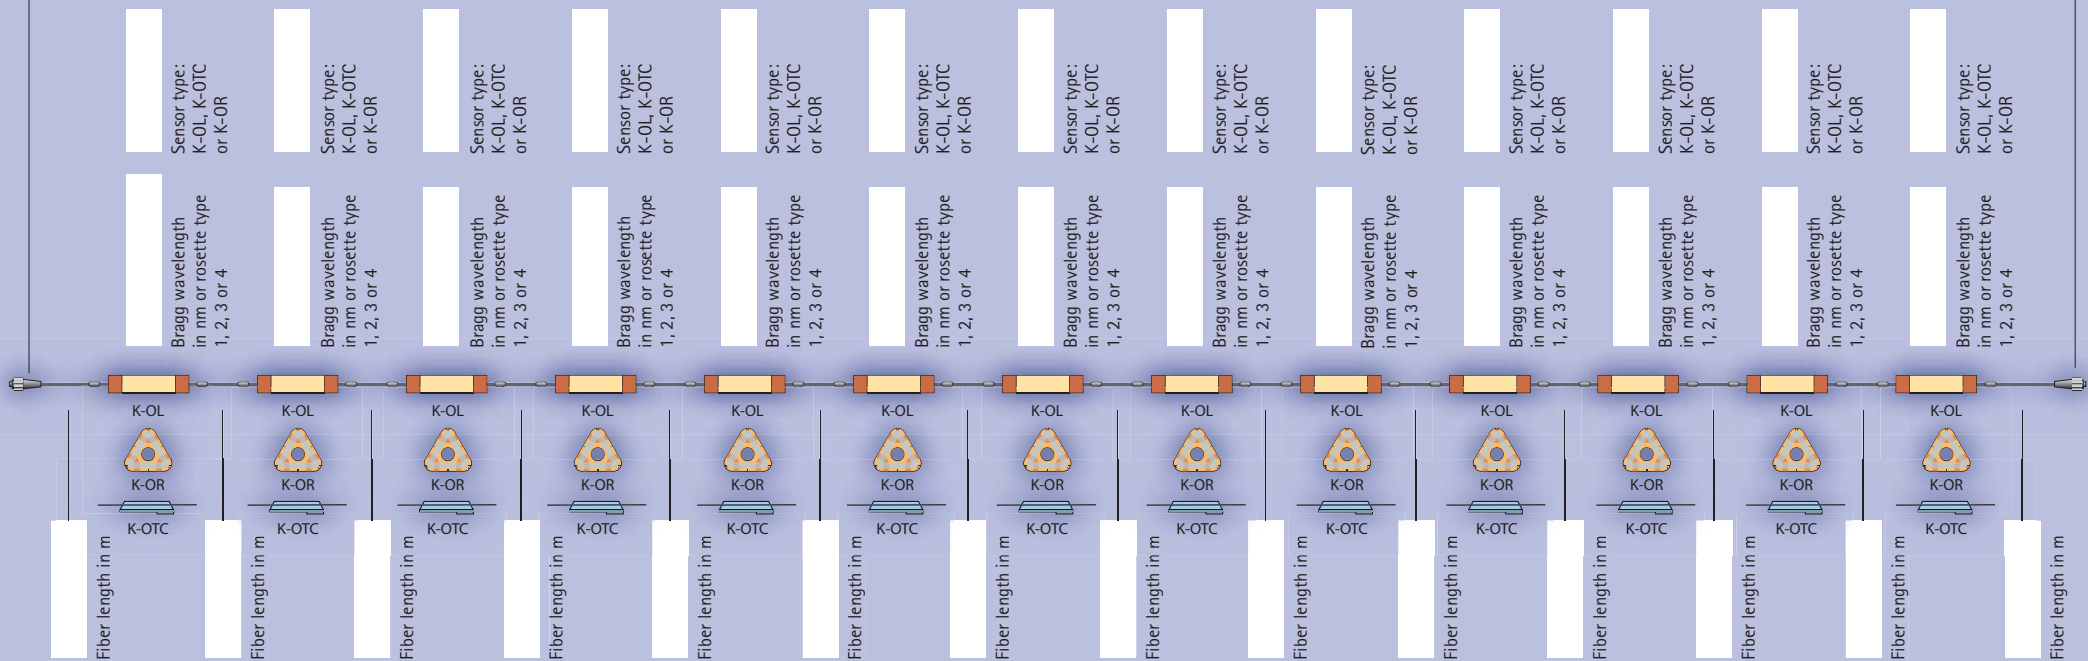 Sensor type:
K-OL, K-OTC
or K-OR
Sensor type:
K-OL, K-OTC
or K-OR
Sensor type:
K-OL, K-OTC
or K-OR
Sensor type:
K-OL, K-OTC
or K-OR
Sensor type:
K-OL, K-OTC
or K-OR
Sensor type:
K-OL, K-OTC
or K-OR
Sensor type:
K-OL, K-OTC
or K-OR
Sensor type:
K-OL, K-OTC
or K-OR
Sensor type:
K-OL, K-OTC
or K-OR
Sensor type:
K-OL, K-OTC
or K-OR
Sensor type:
K-OL, K-OTC
or K-OR
Sensor type:
K-OL, K-OTC
or K-OR
Sensor type:
K-OL, K-OTC
or K-OR
Bragg wavelength
in nm or rosette type
1, 2, 3 or 4
Bragg wavelength
in nm or rosette type
1, 2, 3 or 4
Bragg wavelength
in nm or rosette type
1, 2, 3 or 4
Bragg wavelength
in nm or rosette type
1, 2, 3 or 4
Bragg wavelength
in nm or rosette type
1, 2, 3 or 4
Bragg wavelength
in nm or rosette type
1, 2, 3 or 4
Bragg wavelength
in nm or rosette type
1, 2, 3 or 4
Bragg wavelength
in nm or rosette type
1, 2, 3 or 4
Bragg wavelength
in nm or rosette type
1, 2, 3 or 4
Bragg wavelength
in nm or rosette type
1, 2, 3 or 4
Bragg wavelength
in nm or rosette type
1, 2, 3 or 4
Bragg wavelength
in nm or rosette type
1, 2, 3 or 4
Bragg wavelength
in nm or rosette type
1, 2, 3 or 4
K-OL K-OL K-OL K-OL K-OL K-OL K-OL K-OL K-OL K-OL K-OL K-OL K-OL
K-OR K-OR K-OR K-OR K-OR K-OR K-OR K-OR K-OR K-OR K-OR K-OR K-OR
K-OTC K-OTC K-OTC K-OTC K-OTC K-OTC K-OTC K-OTC K-OTC K-OTC K-OTC K-OTC K-OTC
Fiber length in m
Fiber length in m
Fiber length in m
Fiber length in m
Fiber length in m
Fiber length in m
Fiber length in m
Fiber length in m
Fiber length in m
Fiber length in m
Fiber length in m
Fiber length in m
Fiber length in m
Fiber length in m